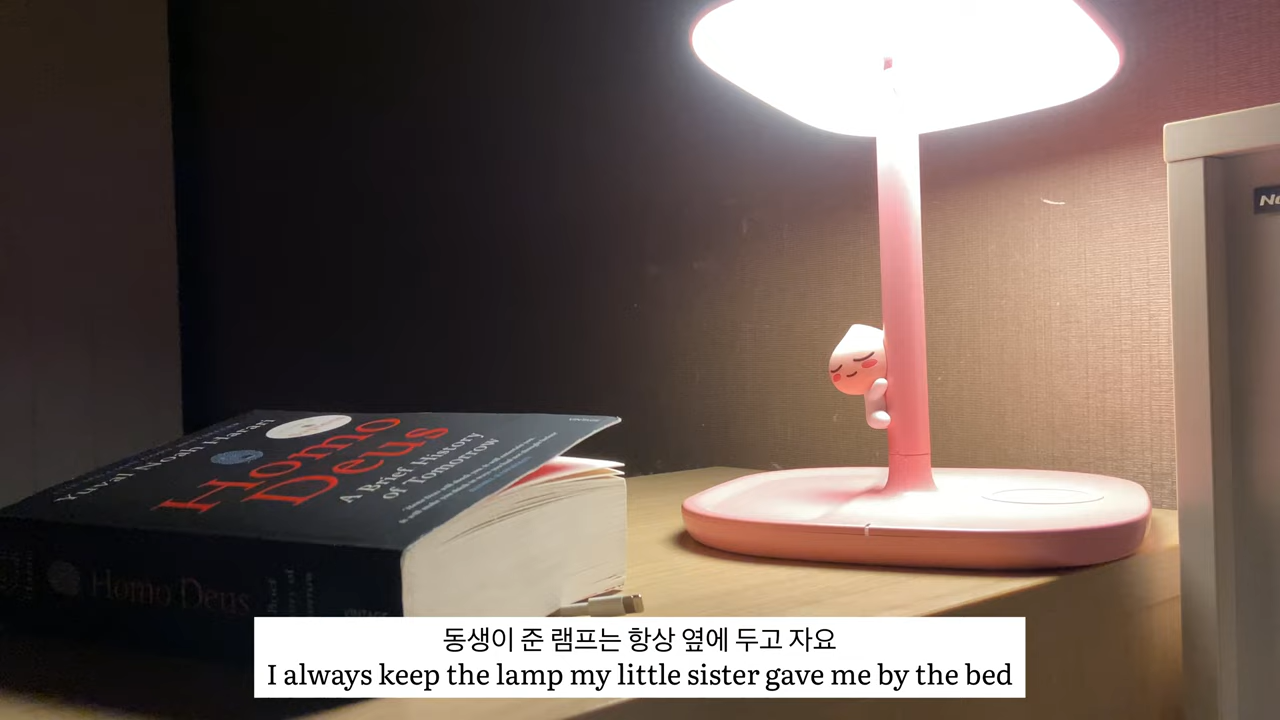 Yuval Noah Harari
Homo
Deus
A Brief History
of Tomorrow
Homo Deus
VINTAGE
동생이 준 램프는 항상 옆에 두고 자요
I always keep the lamp my little sister gave me by the bed